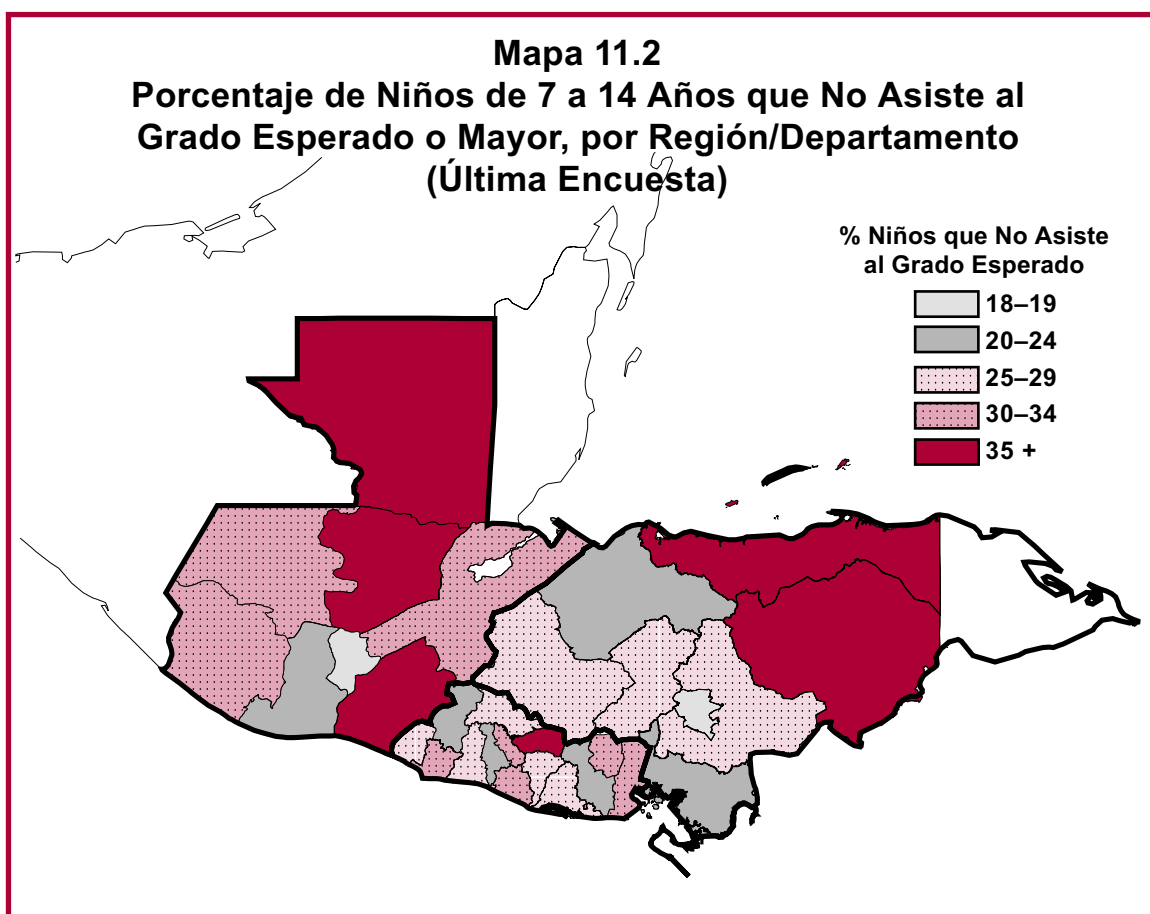 Mapa 11.2
Porcentaje de Niños de 7 a 14 Años que No Asiste al
Grado Esperado o Mayor, por Región/Departamento
(Última Encuesta)
% Niños que No Asiste
al Grado Esperado
18–19
20–24
25–29
30–34
35 +